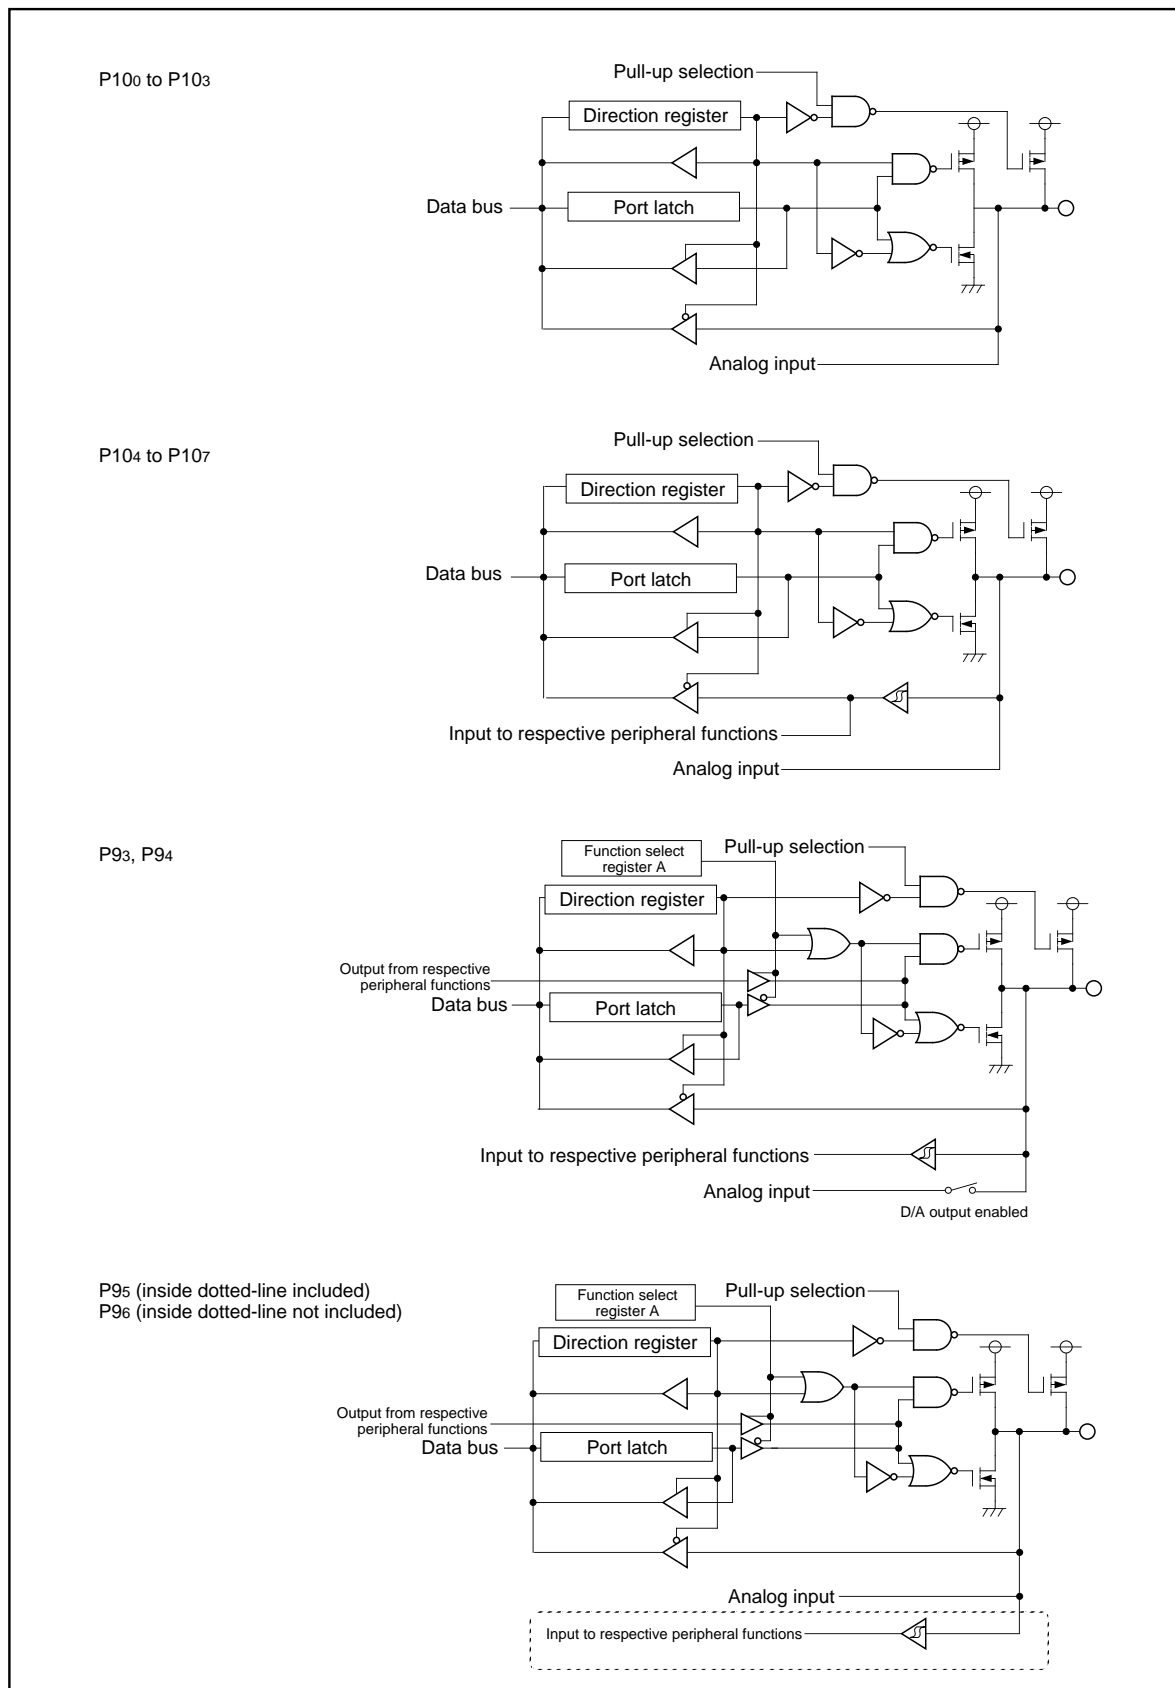 P100 to P103
Pull-up selection
Direction register
Data bus
Port latch
Analog input
P104 to P107
Pull-up selection
Direction register
Data bus
Port latch
Input to respective peripheral functions
Analog input
P93, P94
Function select
register A
Pull-up selection
Direction register
Output from respective
peripheral functions
Data bus
Port latch
Input to respective peripheral functions
Analog input
D/A output enabled
P95 (inside dotted-line included)
P96 (inside dotted-line not included)
Function select
register A
Pull-up selection
Direction register
Output from respective
peripheral functions
Data bus
Port latch
Analog input
Input to respective peripheral functions